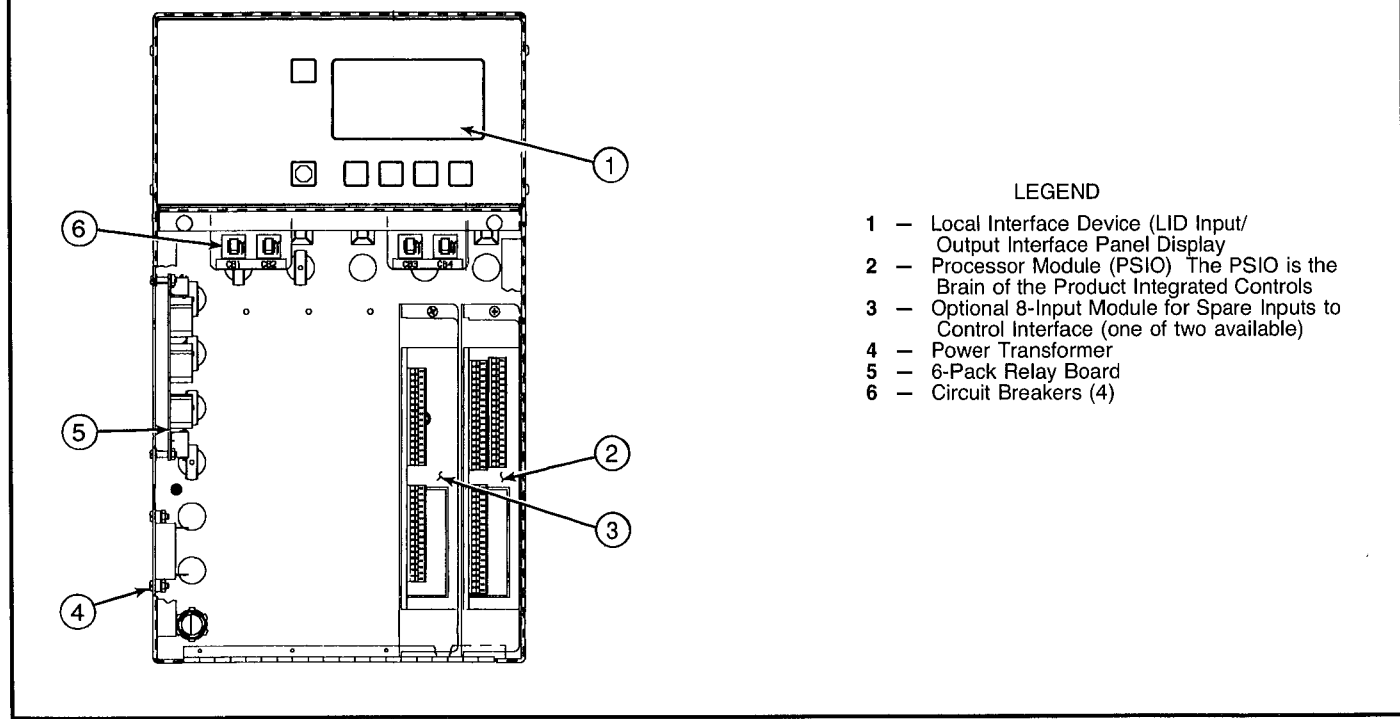 1
6
CB1 CB2 CB3 CB4
5
2
3
4
LEGEND
1 — Local Interface Device (LID Input/
Output Interface Panel Display
2 — Processor Module (PSIO) The PSIO is the
Brain of the Product Integrated Controls
3 — Optional 8-Input Module for Spare Inputs to
Control Interface (one of two available)
4 — Power Transformer
5 — 6-Pack Relay Board
6 — Circuit Breakers (4)